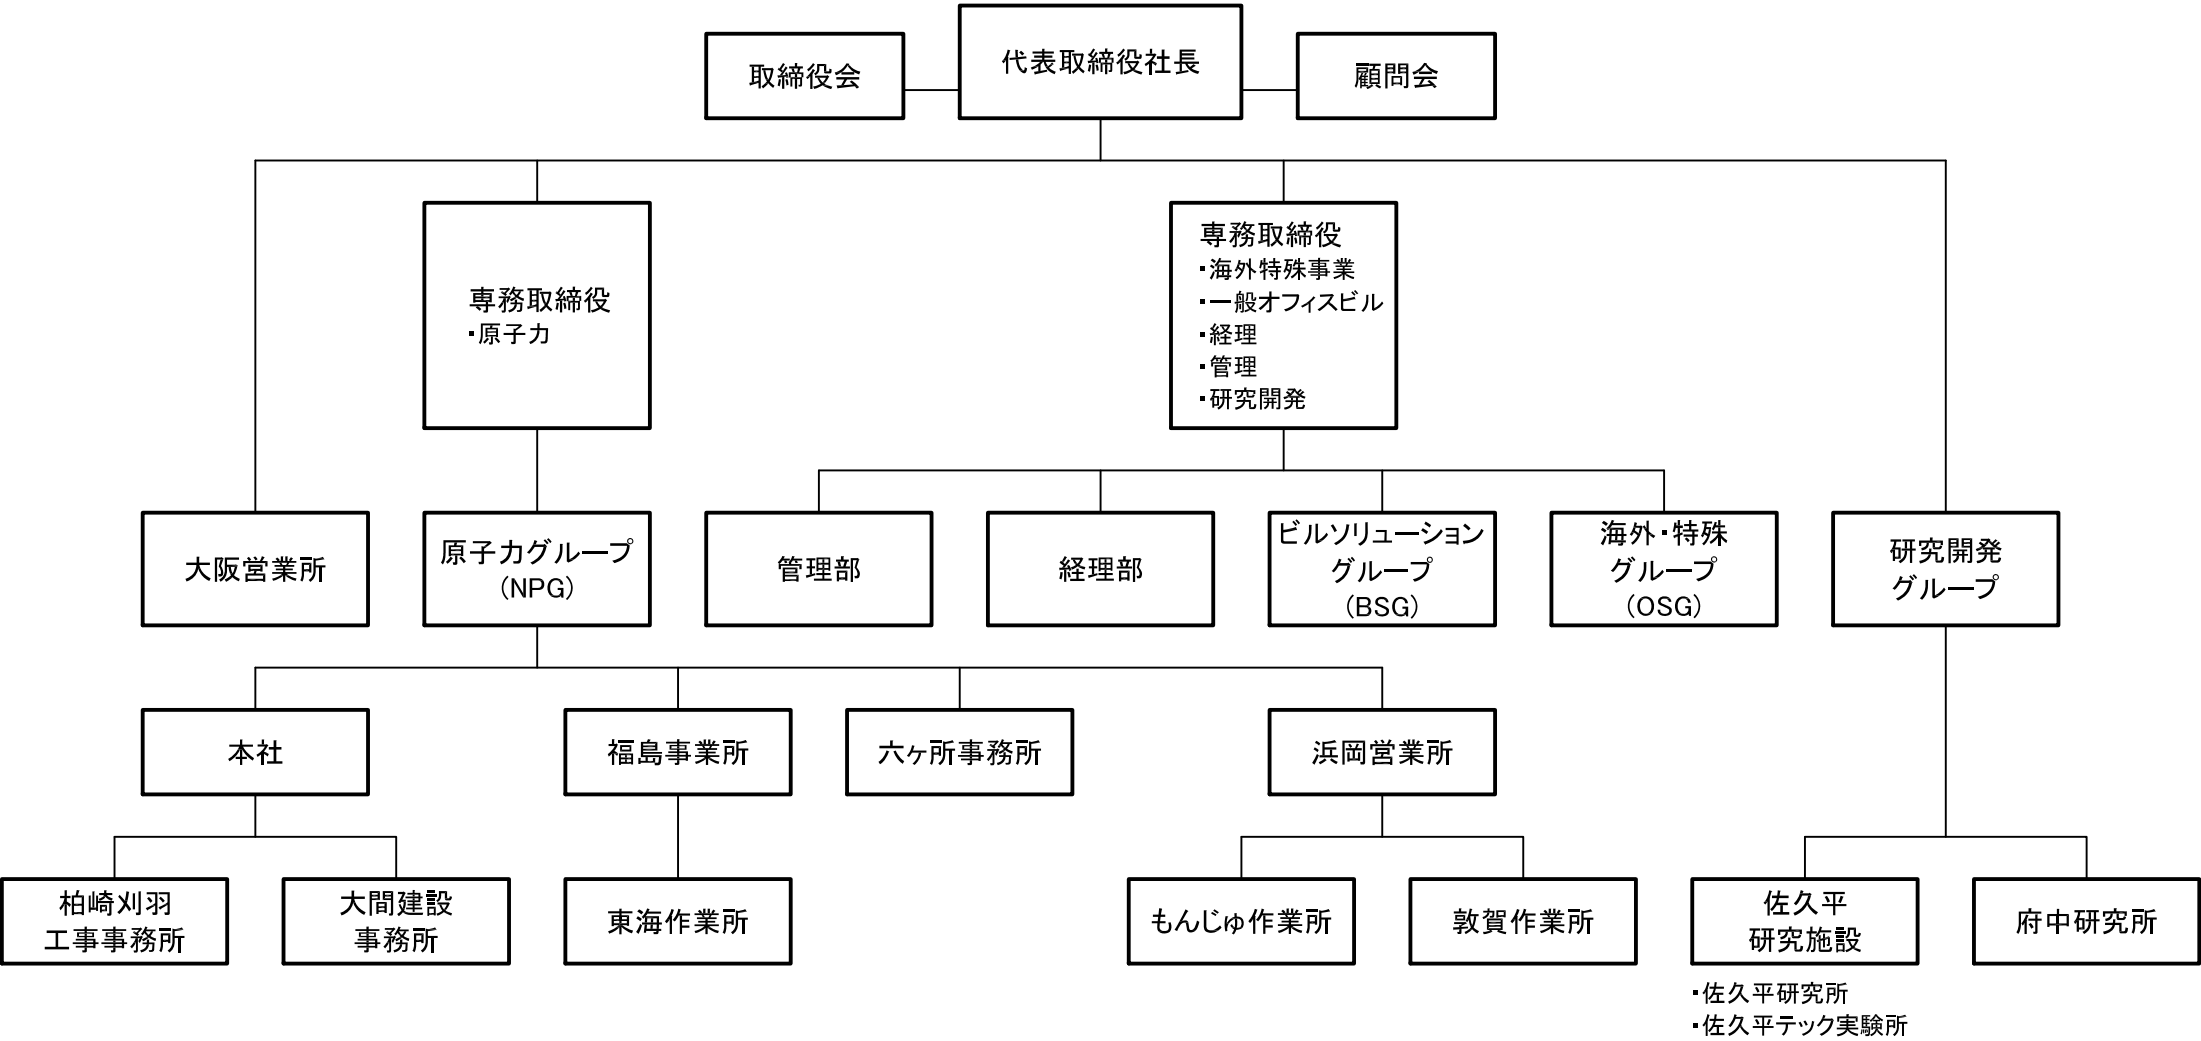 取締役会
代表取締役社長
顧問会
専務取締役
・原子力
専務取締役
・海外特殊事業
・一般オフィスビル
・経理
・管理
・研究開発
大阪営業所
原子力グループ
(NPG)
管理部
経理部
ビルソリューション
グループ
(BSG)
海外・特殊
グループ
(OSG)
研究開発
グループ
本社
福島事業所
六ヶ所事務所
浜岡営業所
柏崎刈羽
工事事務所
大間建設
事務所
東海作業所
もんじゅ作業所
敦賀作業所
佐久平
研究施設
府中研究所
・佐久平研究所
・佐久平テック実験所